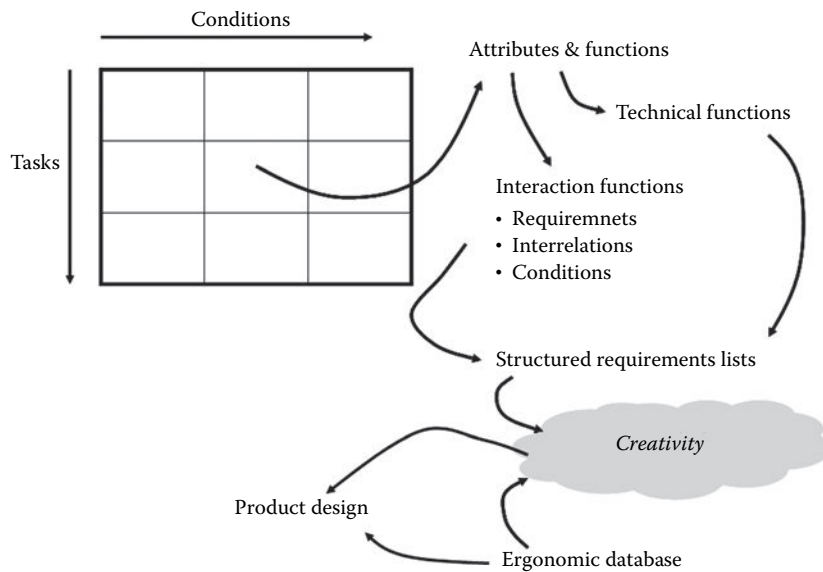 Conditions
Attributes & functions
Technical functions
Tasks
Interaction functions
• Requiremnets
• Interrelations
• Conditions
Structured requirements lists
Creativity
Product design
Ergonomic database